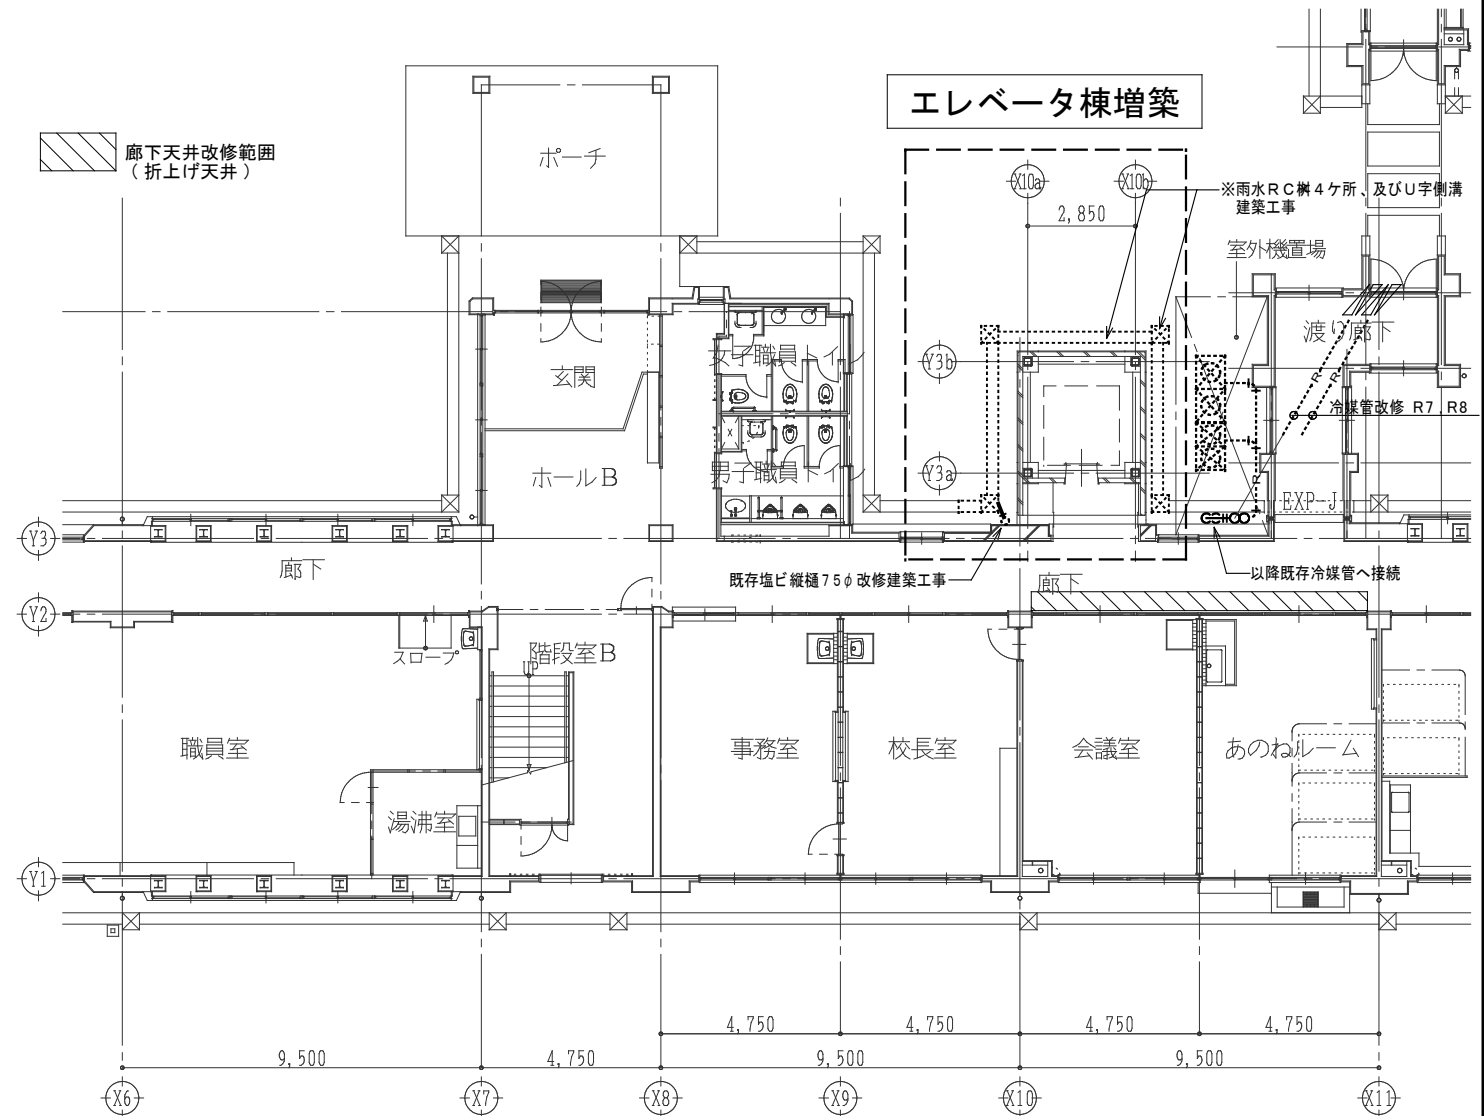 エレベータ棟増築
廊下天井改修範囲
(折上げ天井)
ポーチ
X10a
X10b
2,850
※雨水RC桝4ケ所、及びU字側溝
建築工事
室外機置場
渡り廊下
女子職員トイレ
玄関
Y3b
R
R
冷媒管改修 R7,R8
ホールB
男子職員トイレ
Y3a
R
EXP-J
Y3
廊下
既存塩ビ縦樋75φ改修建築工事
廊下
以降既存冷媒管へ接続
Y2
スロープ
階段室B
UP
職員室
事務室
校長室
会議室
あのねルーム
湯沸室
Y1
4,750
4,750
4,750
4,750
9,500
4,750
9,500
9,500
X6
X7
X8
X9
X10
X11